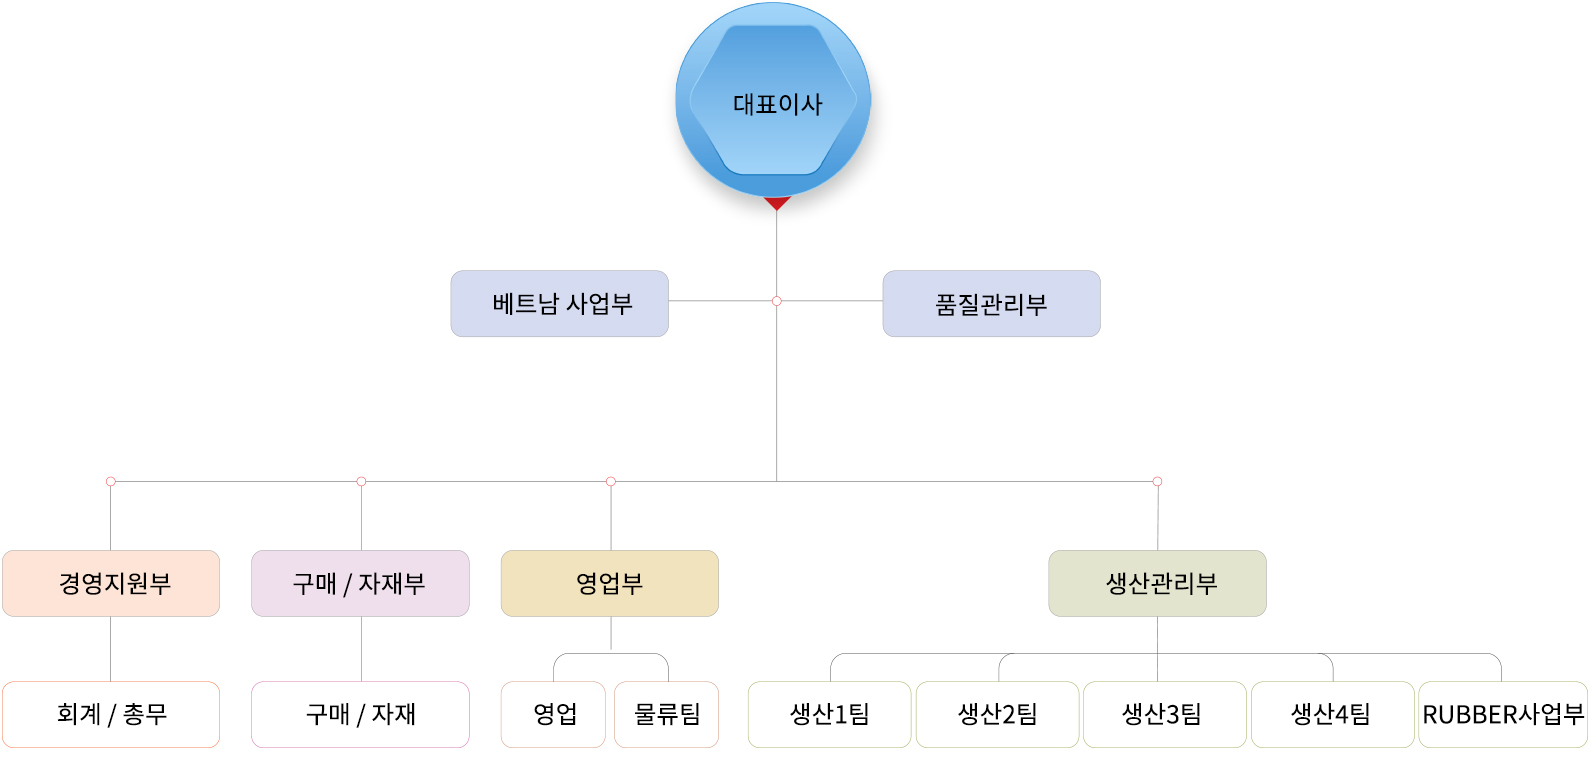 대표이사
베트남 사업부
품질관리부
경영지원부
구매 / 자재부
영업부
생산관리부
회계 / 총무
구매 / 자재
영업
물류팀
생산1팀
생산2팀
생산3팀
생산4팀
RUBBER사업부